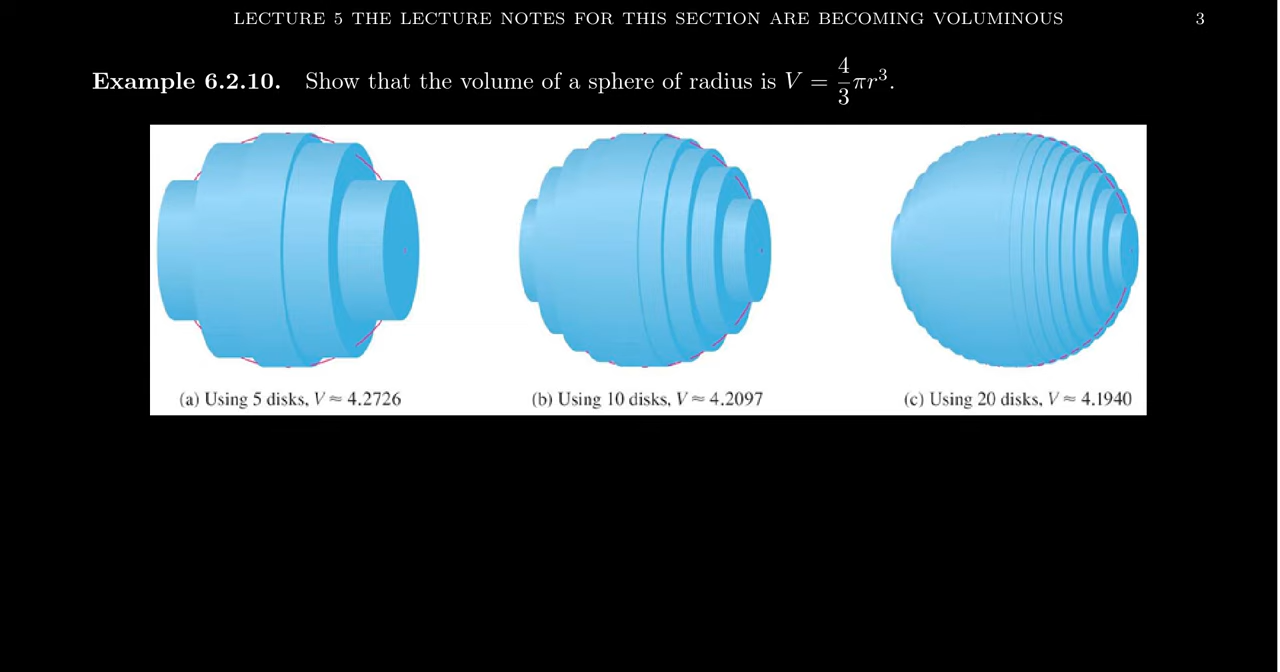 LECTURE 5 THE LECTURE NOTES FOR THIS SECTION ARE BECOMING VOLUMINOUS 3
Example 6.2.10. Show that the volume of a sphere of radius is V = 4/3 πr³.
(a) Using 5 disks, V ≈ 4.2726 (b) Using 10 disks, V ≈ 4.2097 (c) Using 20 disks, V ≈ 4.1940